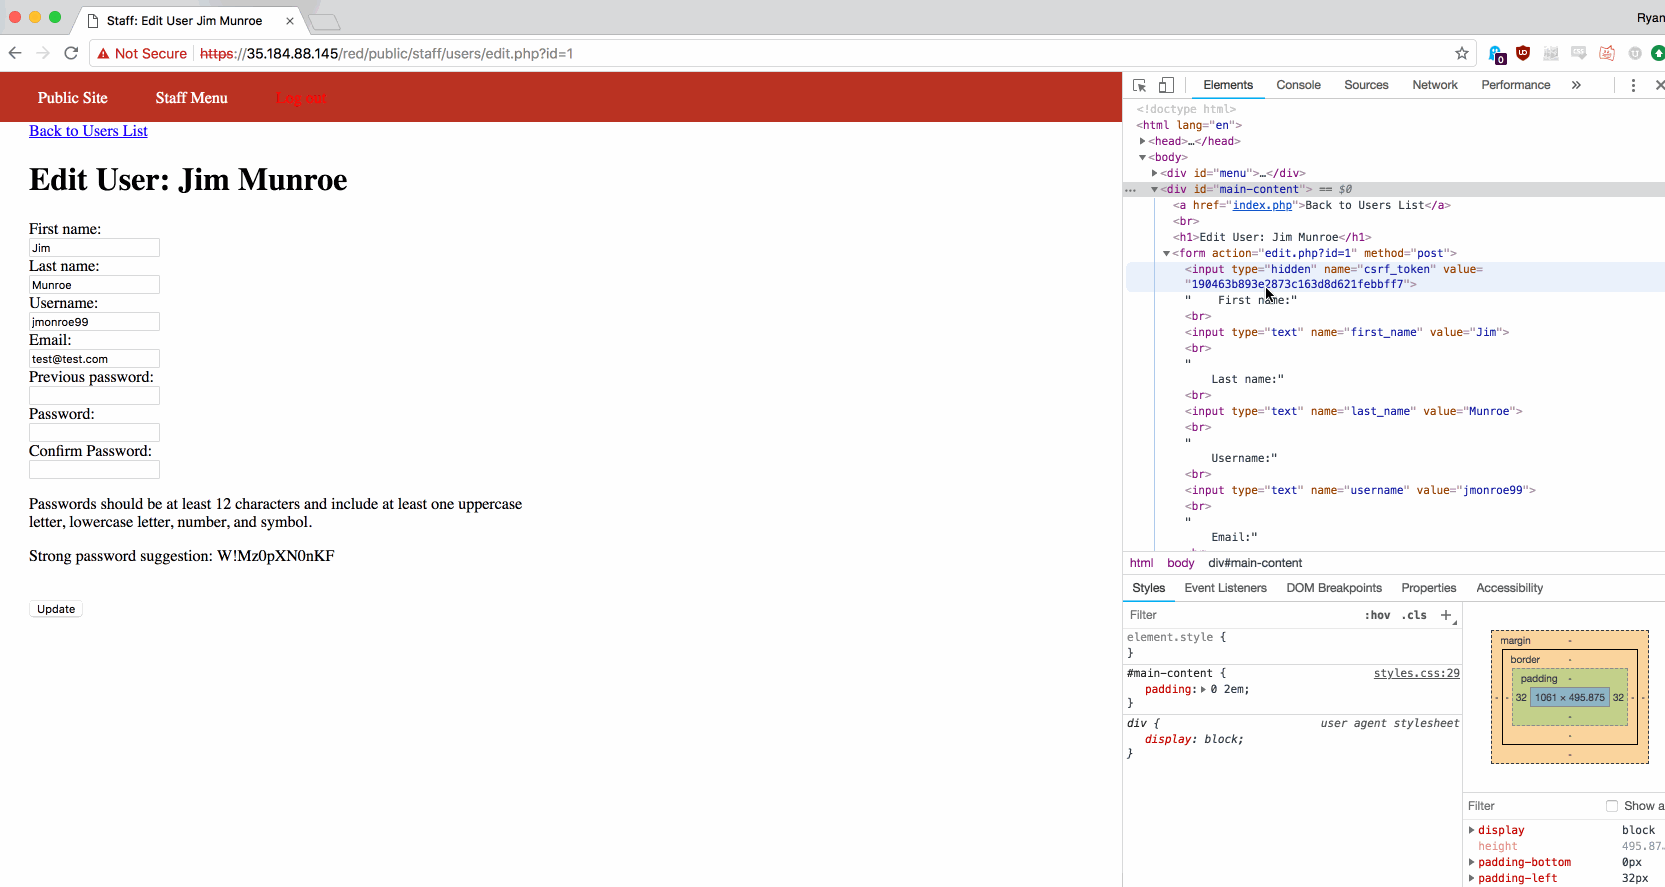 Staff: Edit User Jim Munroe
Ryan
Not Secure https://35.184.88.145/red/public/staff/users/edit.php?id=1
0
Public Site Staff Menu Log out
Back to Users List
Edit User: Jim Munroe
First name:
Jim
Last name:
Munroe
Username:
jmonroe99
Email:
test@test.com
Previous password:
Password:
Confirm Password:
Passwords should be at least 12 characters and include at least one uppercase
letter, lowercase letter, number, and symbol.
Strong password suggestion: W!Mz0pXN0nKF
Update
Elements Console Sources Network Performance »
<!doctype html>
<html lang="en">
<head>…</head>
<body>
<div id="menu">…</div>
<div id="main-content"> == $0
<a href="index.php">Back to Users List</a>
<br>
<h1>Edit User: Jim Munroe</h1>
<form action="edit.php?id=1" method="post">
<input type="hidden" name="csrf_token" value=
"190463b893e2873c163d8d621febbff7">
" First name:"
<br>
<input type="text" name="first_name" value="Jim">
<br>
"
Last name:"
<br>
<input type="text" name="last_name" value="Munroe">
<br>
"
Username:"
<br>
<input type="text" name="username" value="jmonroe99">
<br>
"
Email:"
html body div#main-content
Styles Event Listeners DOM Breakpoints Properties Accessibility
Filter :hov .cls +
element.style {
}
#main-content { styles.css:29
padding: 0 2em;
}
div { user agent stylesheet
display: block;
}
margin -
border -
padding -
- - 32 1061 × 495.875 32 - -
-
-
-
Filter Show a
display block
height 495.87…
padding-bottom 0px
padding-left 32px